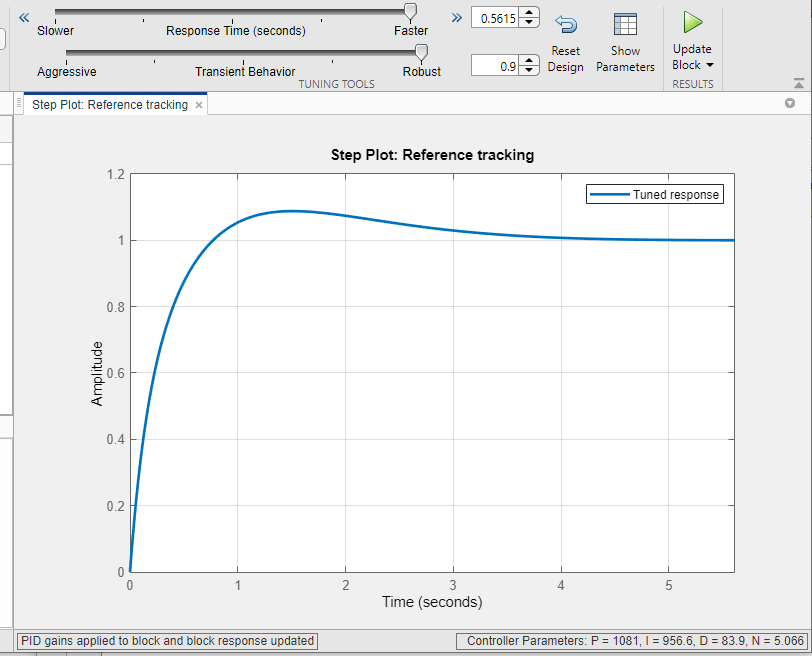 «
Slower Response Time (seconds) Faster
» 0.5615
Aggressive Transient Behavior Robust
0.9
Reset
Design
Show
Parameters
Update
Block
TUNING TOOLS
RESULTS
Step Plot: Reference tracking ×
Step Plot: Reference tracking
Tuned response
1.2
1
0.8
0.6
0.4
0.2
0
Amplitude
0 1 2 3 4 5
Time (seconds)
PID gains applied to block and block response updated
Controller Parameters: P = 1081, I = 956.6, D = 83.9, N = 5.066